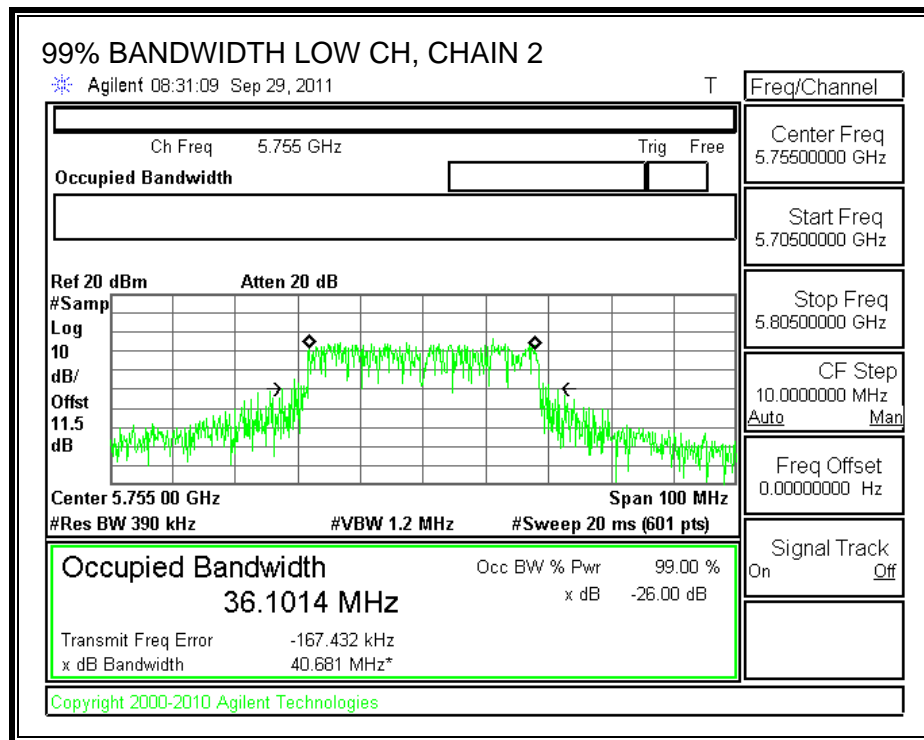 99% BANDWIDTH LOW CH, CHAIN 2
Agilent 08:31:09 Sep 29, 2011 T
Freq/Channel
Ch Freq 5.755 GHz Trig Free
Occupied Bandwidth
Center Freq
5.75500000 GHz
Start Freq
5.70500000 GHz
Stop Freq
5.80500000 GHz
CF Step
10.0000000 MHz
Auto Man
Freq Offset
0.00000000 Hz
Signal Track
On Off
Ref 20 dBm Atten 20 dB
#Samp
Log
10
dB/
Offst
11.5
dB
Center 5.755 00 GHz Span 100 MHz
#Res BW 390 kHz #VBW 1.2 MHz #Sweep 20 ms (601 pts)
Occupied Bandwidth Occ BW % Pwr 99.00 %
36.1014 MHz x dB -26.00 dB
Transmit Freq Error -167.432 kHz
x dB Bandwidth 40.681 MHz*
Copyright 2000-2010 Agilent Technologies